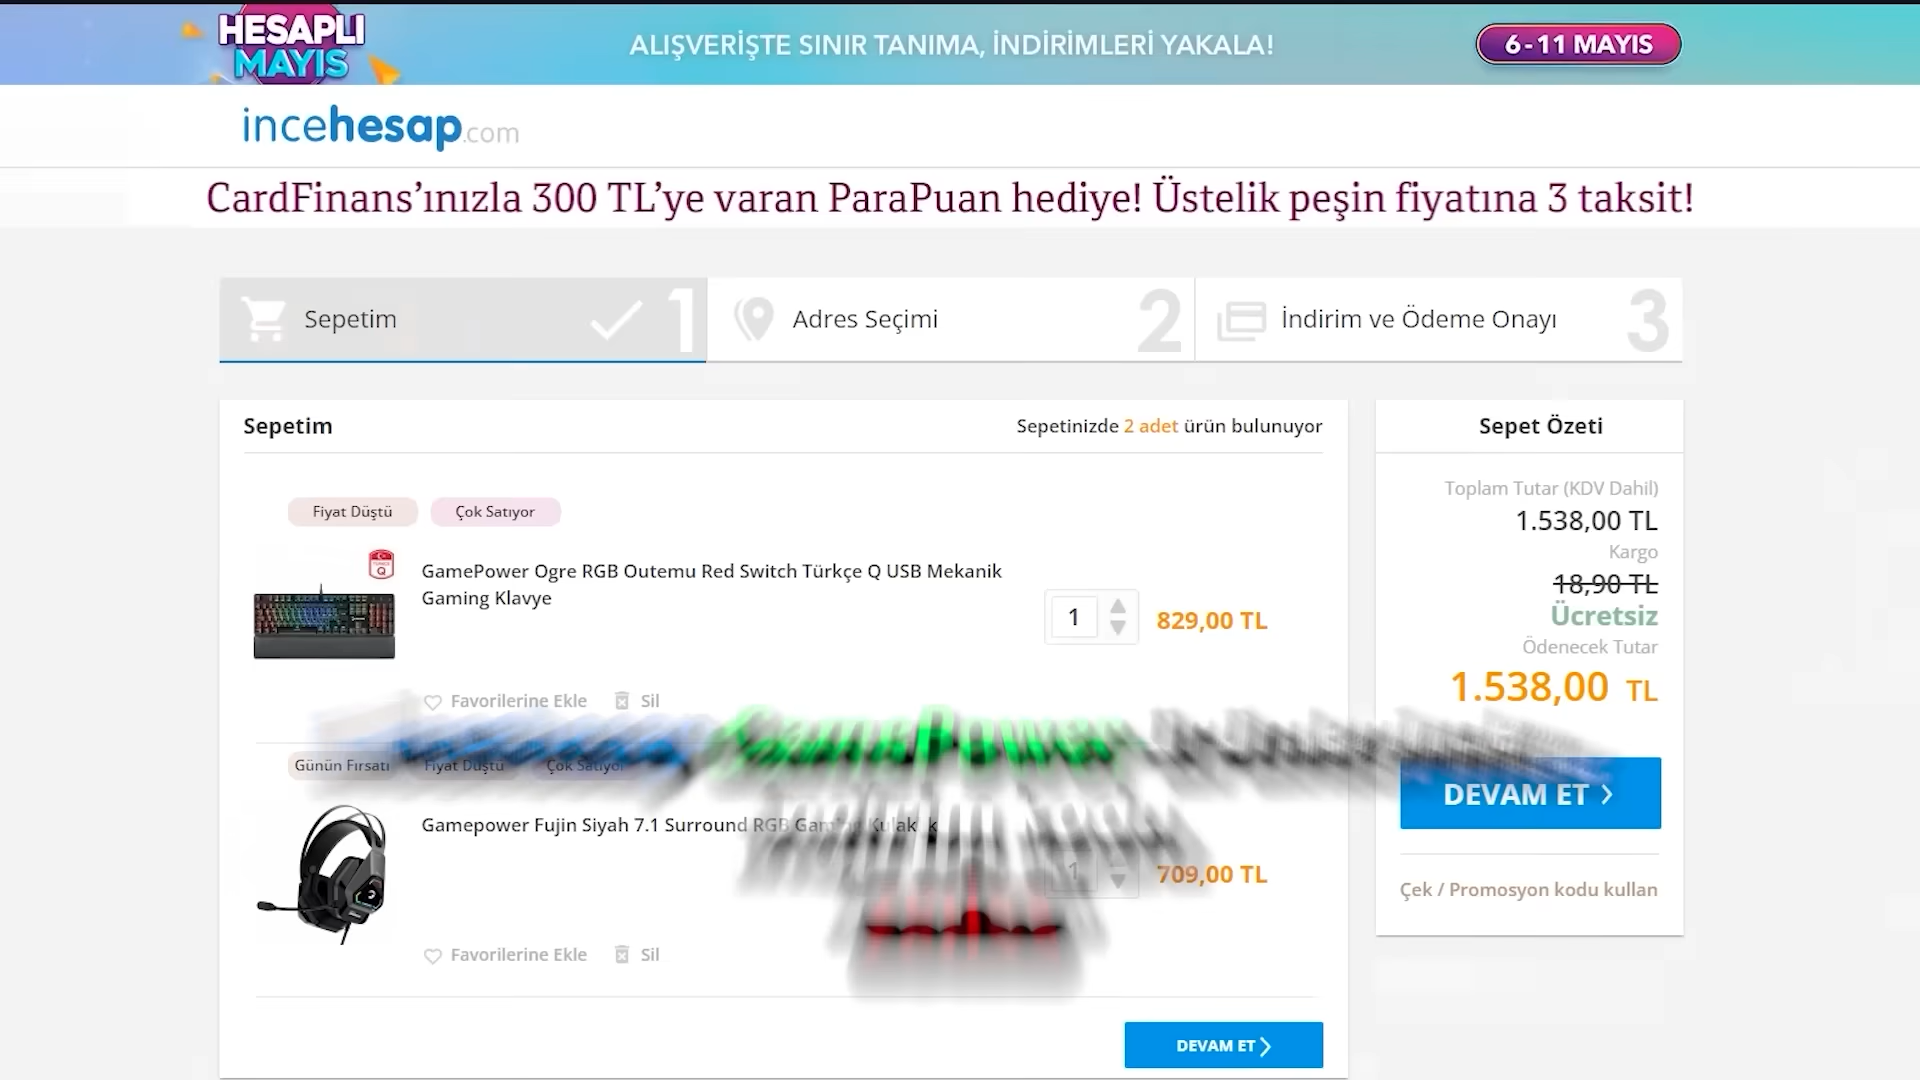 HESAPLI
MAYIS
ALIŞVERİŞTE SINIR TANIMA, İNDİRİMLERİ YAKALA!
6-11 MAYIS
incehesap.com
CardFinans’ınızla 300 TL’ye varan ParaPuan hediye! Üstelik peşin fiyatına 3 taksit!
Sepetim 1
Adres Seçimi 2
İndirim ve Ödeme Onayı 3
Sepetim
Sepetinizde 2 adet ürün bulunuyor
Fiyat Düştü
Çok Satıyor
GamePower Ogre RGB Outemu Red Switch Türkçe Q USB Mekanik
Gaming Klavye
1
829,00 TL
Favorilerine Ekle
Sil
GamePower
Günün Fırsatı
Fiyat Düştü
Çok Satıyor
Gamepower Fujin Siyah 7.1 Surround RGB Gaming Kulaklık
1
709,00 TL
Favorilerine Ekle
Sil
DEVAM ET
Sepet Özeti
Toplam Tutar (KDV Dahil)
1.538,00 TL
Kargo
18,90 TL
Ücretsiz
Ödenecek Tutar
1.538,00 TL
DEVAM ET
Çek / Promosyon kodu kullan